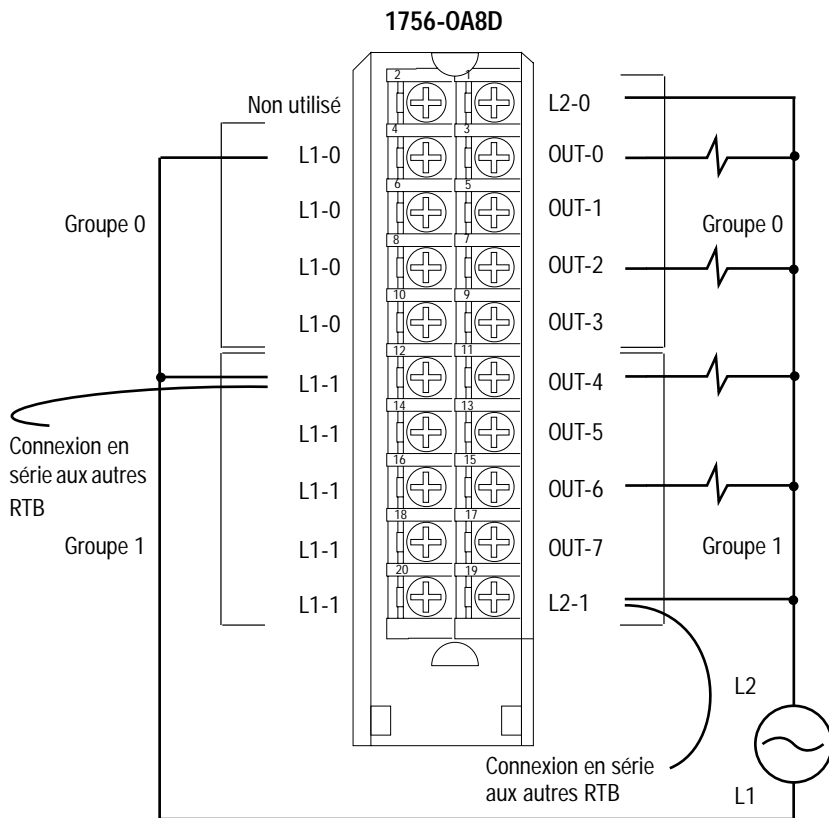 1756-OA8D
2 1
Non utilisé L2-0
4 3
L1-0 OUT-0
6 5
L1-0 OUT-1
Groupe 0 Groupe 0
8 7
L1-0 OUT-2
10 9
L1-0 OUT-3
12 11
L1-1 OUT-4
14 13
Connexion en
série aux autres
RTB
L1-1 OUT-5
16 15
L1-1 OUT-6
18 17
Groupe 1 Groupe 1
L1-1 OUT-7
20 19
L1-1 L2-1
L2
Connexion en série
aux autres RTB
L1